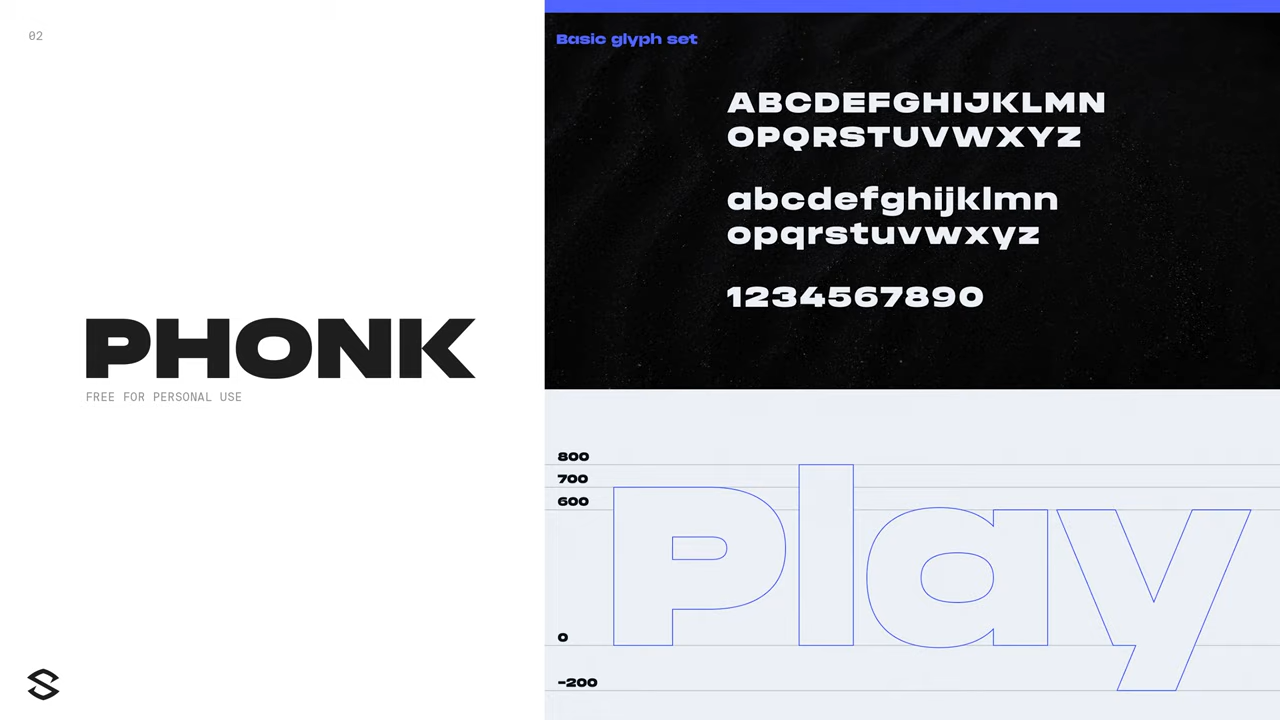 02
PHONK
FREE FOR PERSONAL USE
Basic glyph set
ABCDEFGHIJKLMN
OPQRSTUVWXYZ
abcdefghijklmn
opqrstuvwxyz
1234567890
800
700
600
0
-200
Play